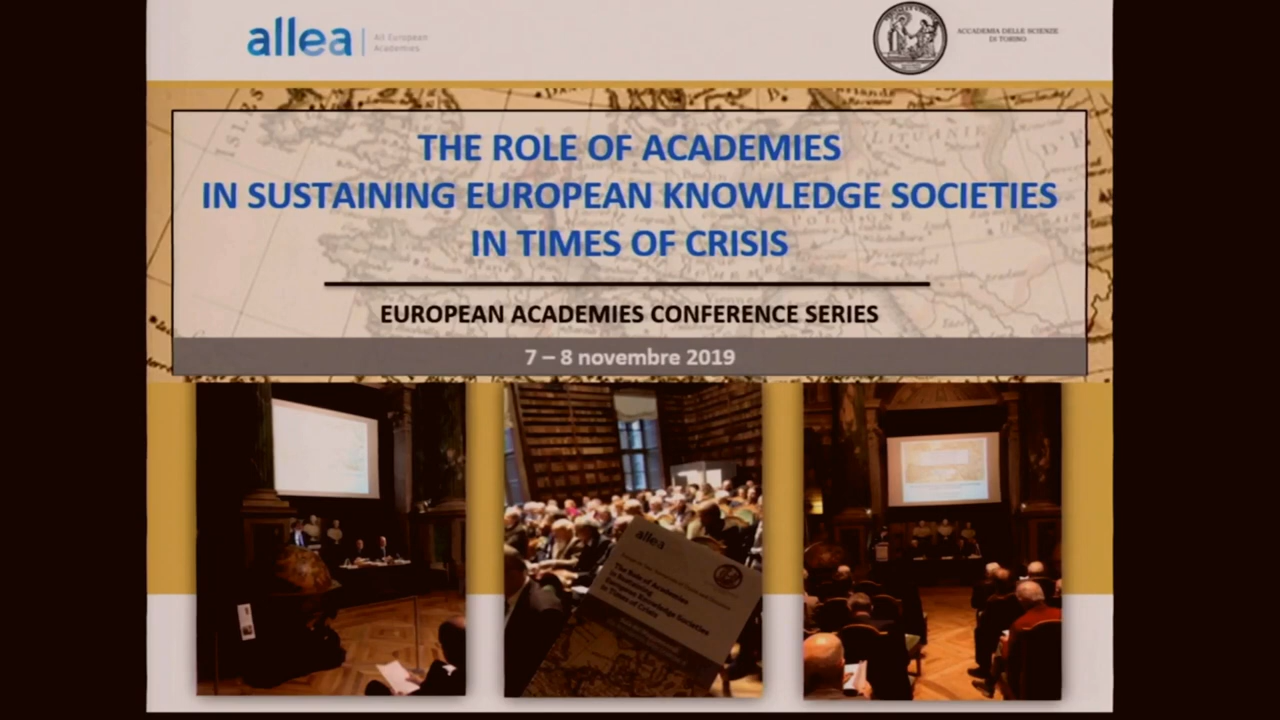 allea
All European
Academies
ACCADEMIA DELLE SCIENZE
DI TORINO
LITUANIE
THE ROLE OF ACADEMIES
IN SUSTAINING EUROPEAN KNOWLEDGE SOCIETIES
IN TIMES OF CRISIS
EUROPEAN ACADEMIES CONFERENCE SERIES
7 – 8 novembre 2019
allea
The Role of Academies
in Sustaining
European Knowledge Societies
in Times of Crisis